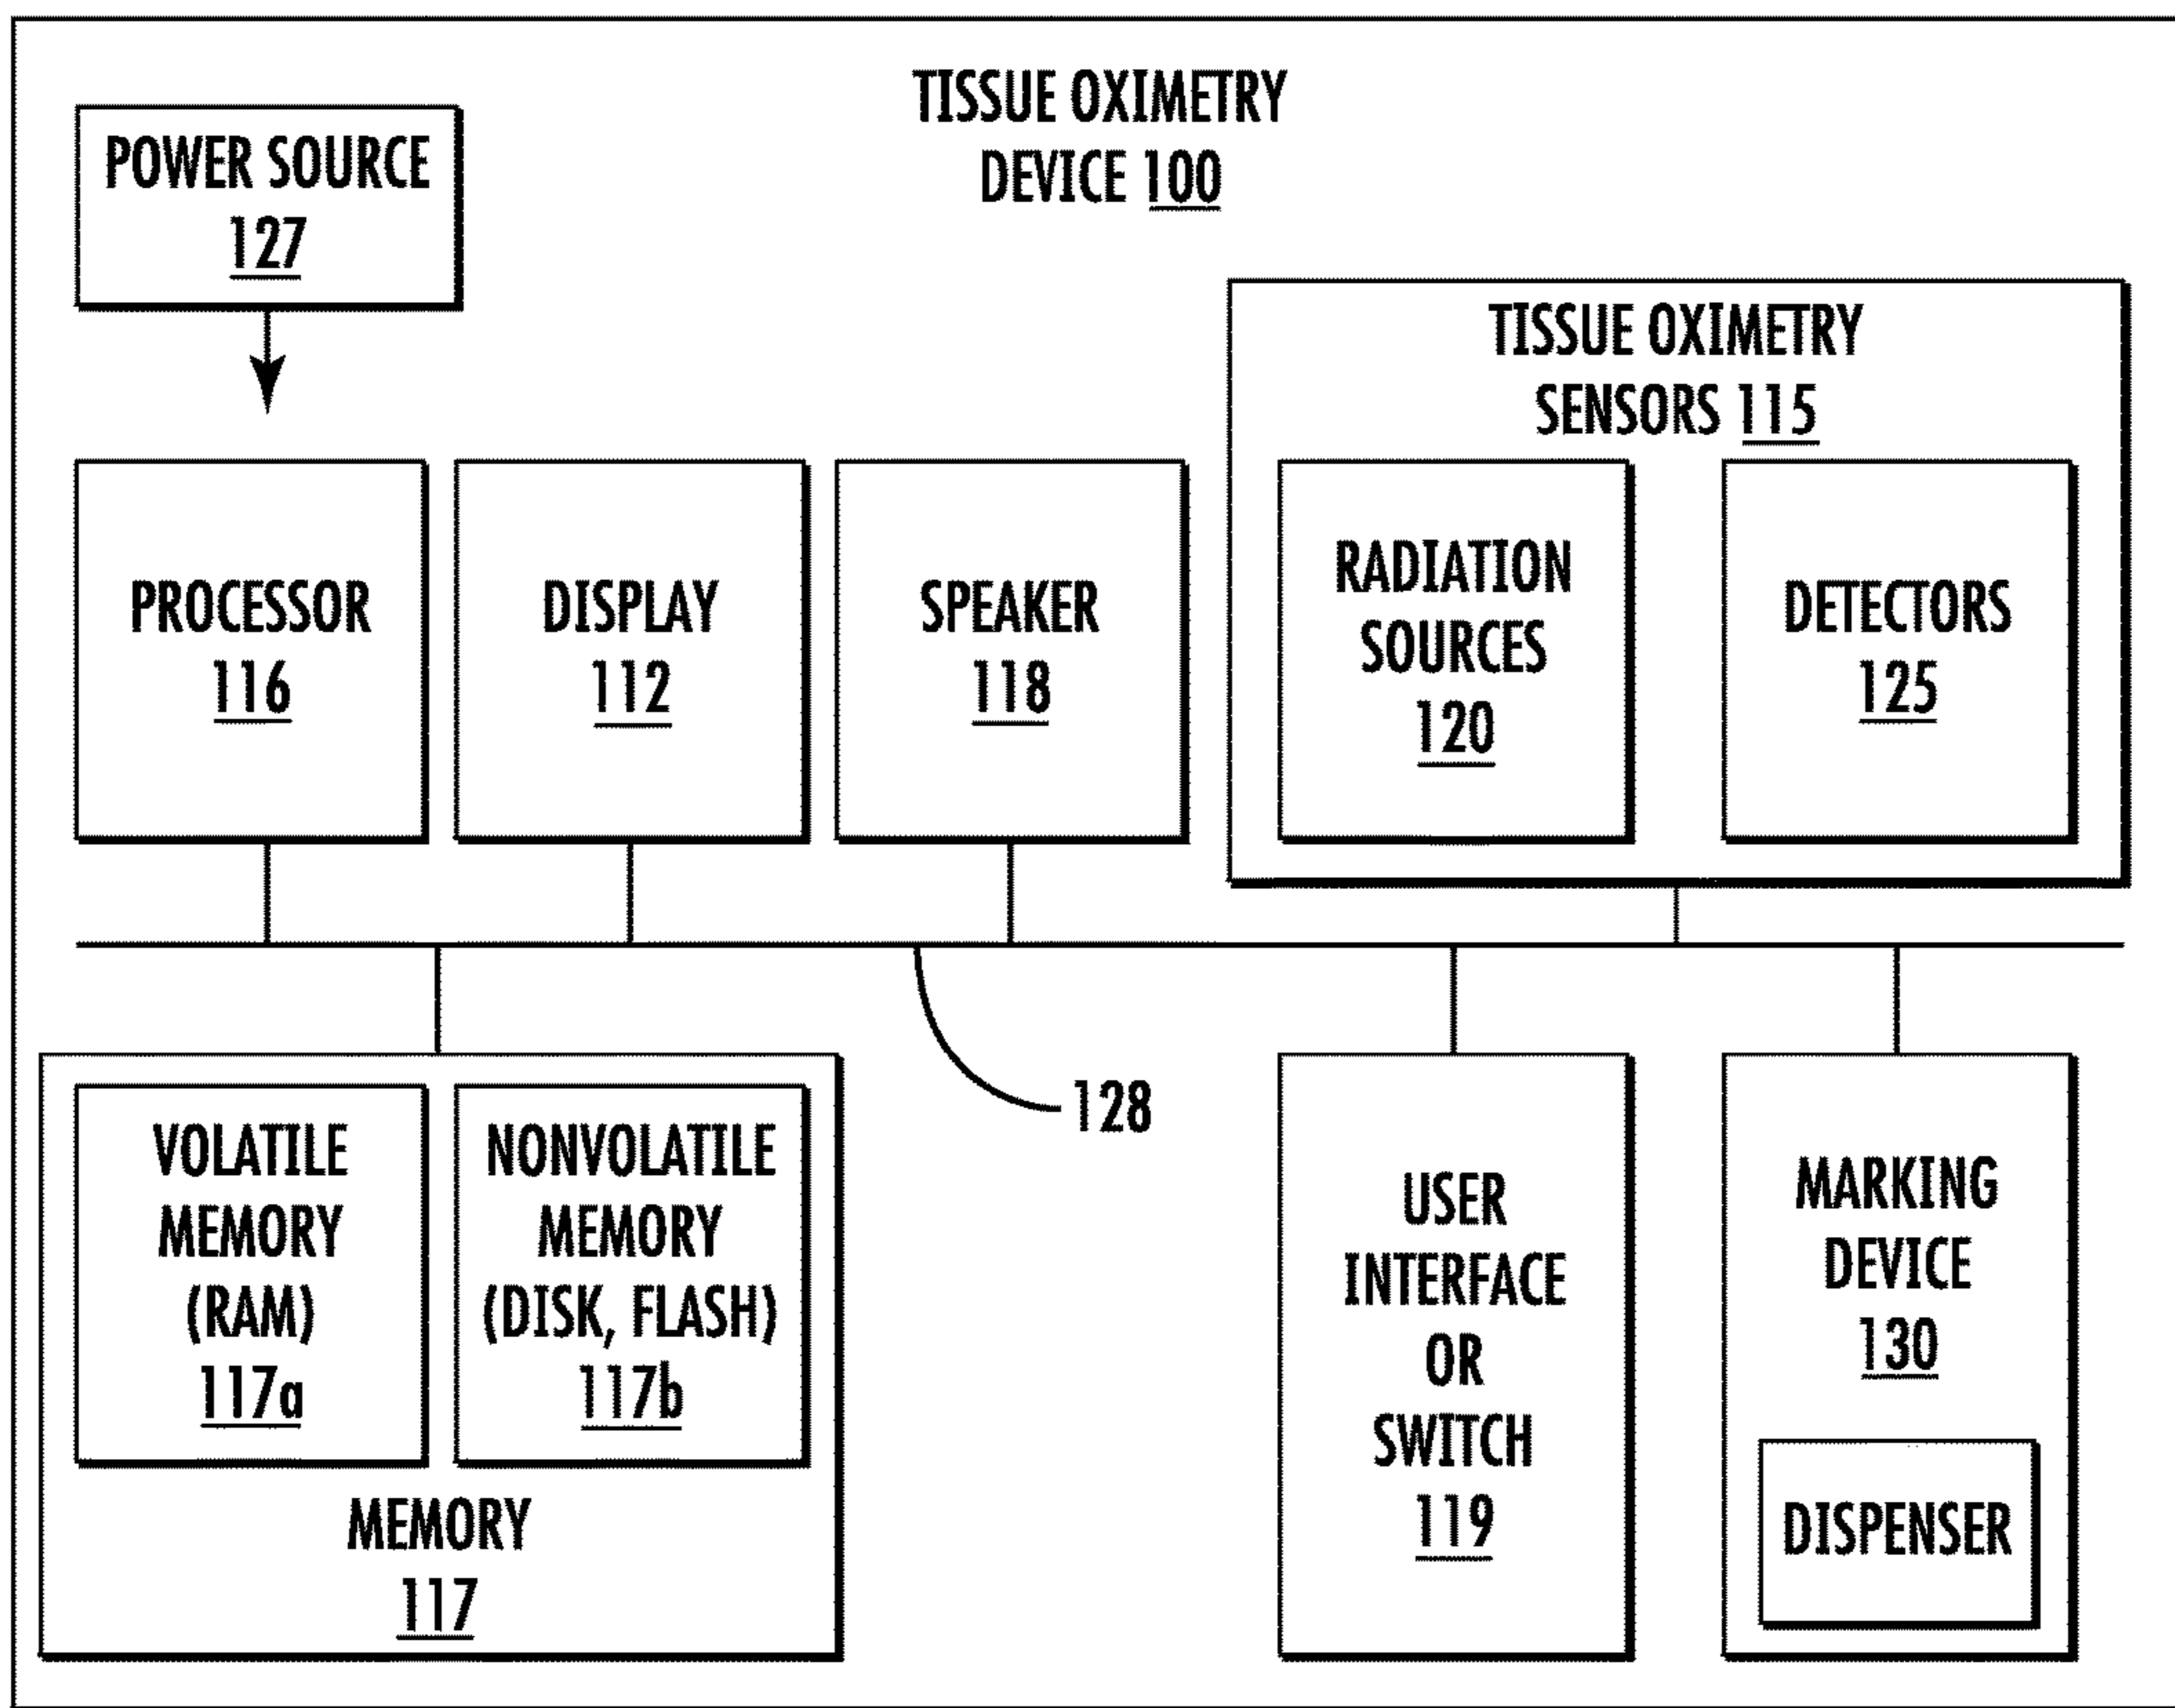 TISSUE OXIMETRY
DEVICE 100
POWER SOURCE
127
TISSUE OXIMETRY
SENSORS 115
PROCESSOR
116
DISPLAY
112
SPEAKER
118
RADIATION
SOURCES
120
DETECTORS
125
128
VOLATILE
MEMORY
(RAM)
117a
NONVOLATILE
MEMORY
(DISK, FLASH)
117b
MEMORY
117
USER
INTERFACE
OR
SWITCH
119
MARKING
DEVICE
130
DISPENSER